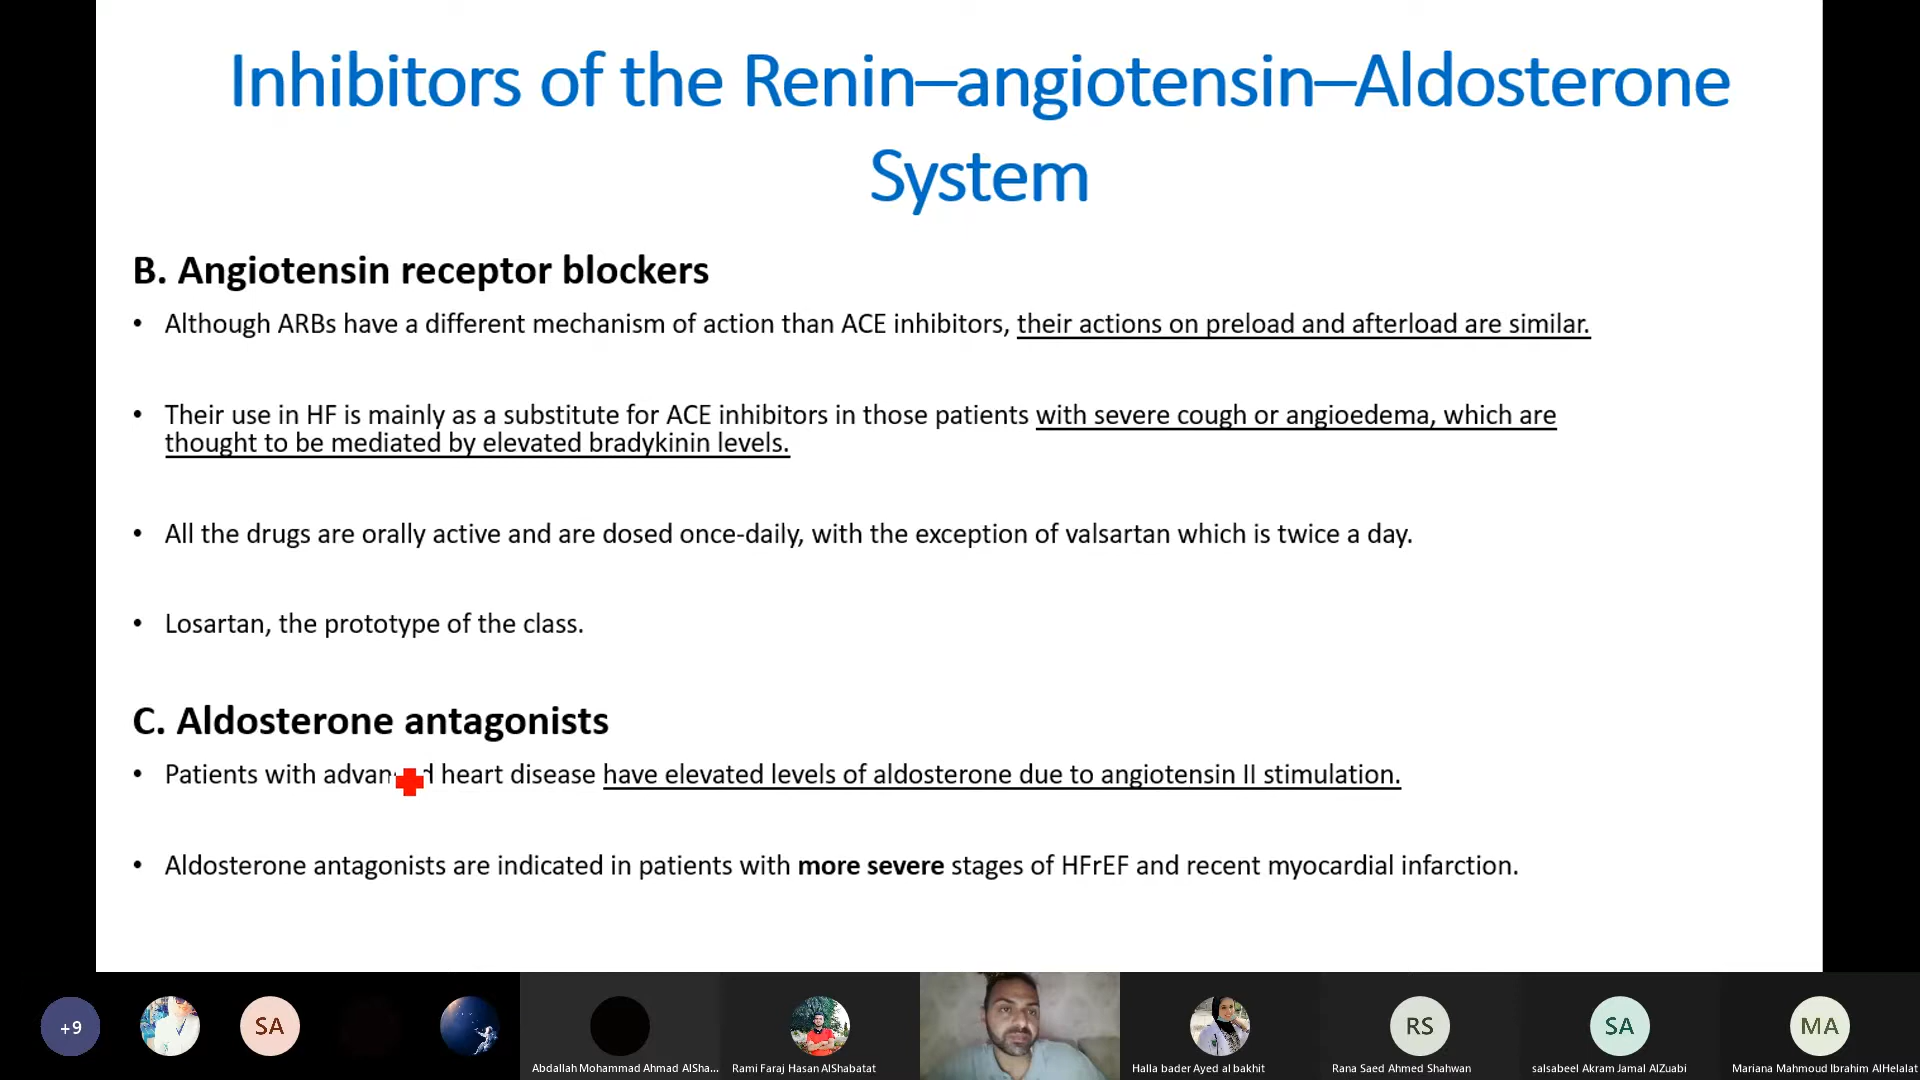 Inhibitors of the Renin–angiotensin–Aldosterone
System
B. Angiotensin receptor blockers
• Although ARBs have a different mechanism of action than ACE inhibitors, their actions on preload and afterload are similar.
• Their use in HF is mainly as a substitute for ACE inhibitors in those patients with severe cough or angioedema, which are
thought to be mediated by elevated bradykinin levels.
• All the drugs are orally active and are dosed once-daily, with the exception of valsartan which is twice a day.
• Losartan, the prototype of the class.
C. Aldosterone antagonists
• Patients with advanced heart disease have elevated levels of aldosterone due to angiotensin II stimulation.
• Aldosterone antagonists are indicated in patients with more severe stages of HFrEF and recent myocardial infarction.
+9
SA
RS
SA
MA
Abdallah Mohammad Ahmad AlSha...
Rami Faraj Hasan AlShabatat
Halla bader Ayed al bakhit
Rana Saed Ahmed Shahwan
salsabeel Akram Jamal AlZuabi
Mariana Mahmoud Ibrahim AlHelalat